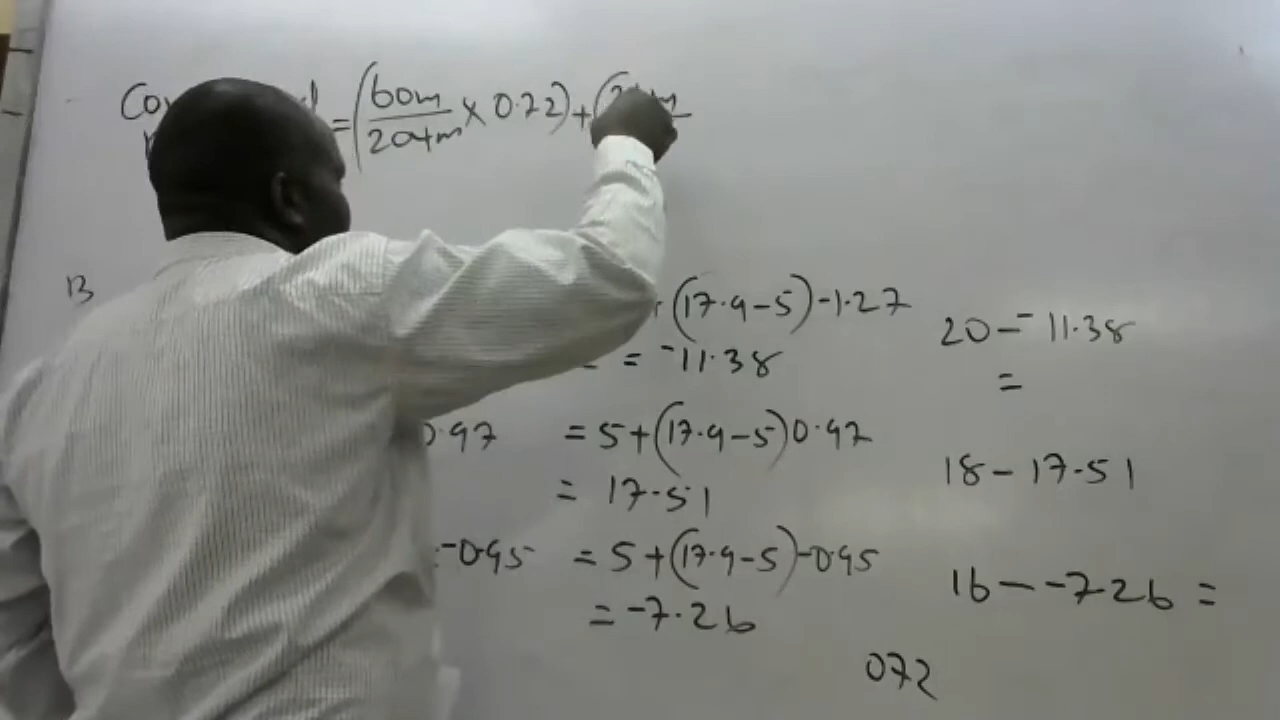 = (60m/204m × 0.72) + (
13
(17.9-5)-1.27
= -11.38
20 - -11.38
=
0.97 = 5+(17.9-5)0.97
= 17.51
18 - 17.51
-0.95 = 5+(17.9-5)-0.95
= -7.26
16 - -7.26 =
072